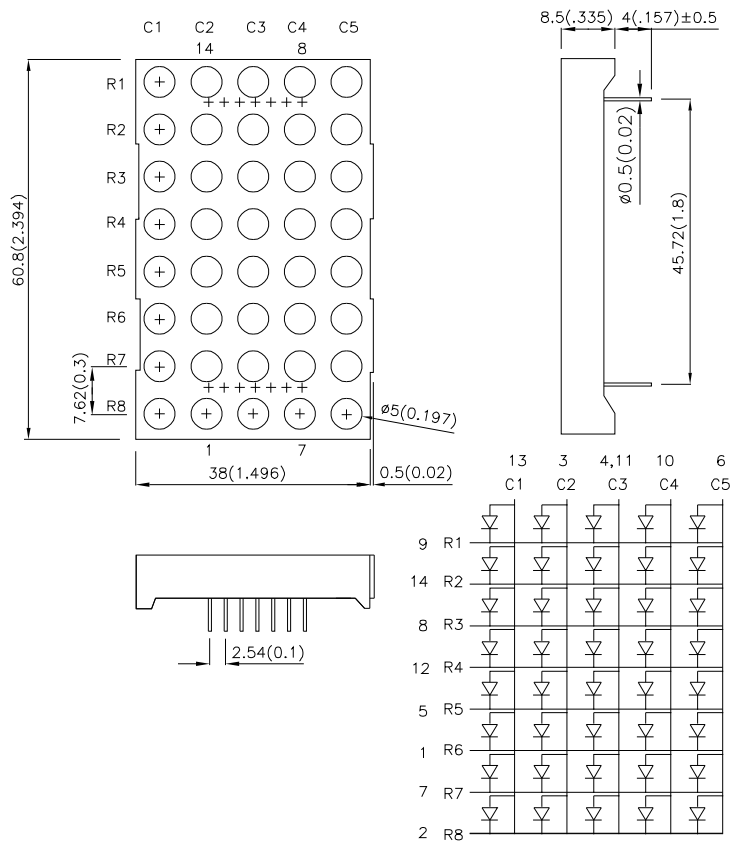 C1 C2 C3 C4 C5
14 8
R1
R2
R3
R4
R5
R6
R7
R8
60.8(2.394)
7.62(0.3)
ø5(0.197)
1 7
38(1.496)
0.5(0.02)
8.5(.335) 4(.157)±0.5
ø0.5(0.02)
45.72(1.8)
2.54(0.1)
13 3 4,11 10 6
C1 C2 C3 C4 C5
9 R1
14 R2
8 R3
12 R4
5 R5
1 R6
7 R7
2 R8